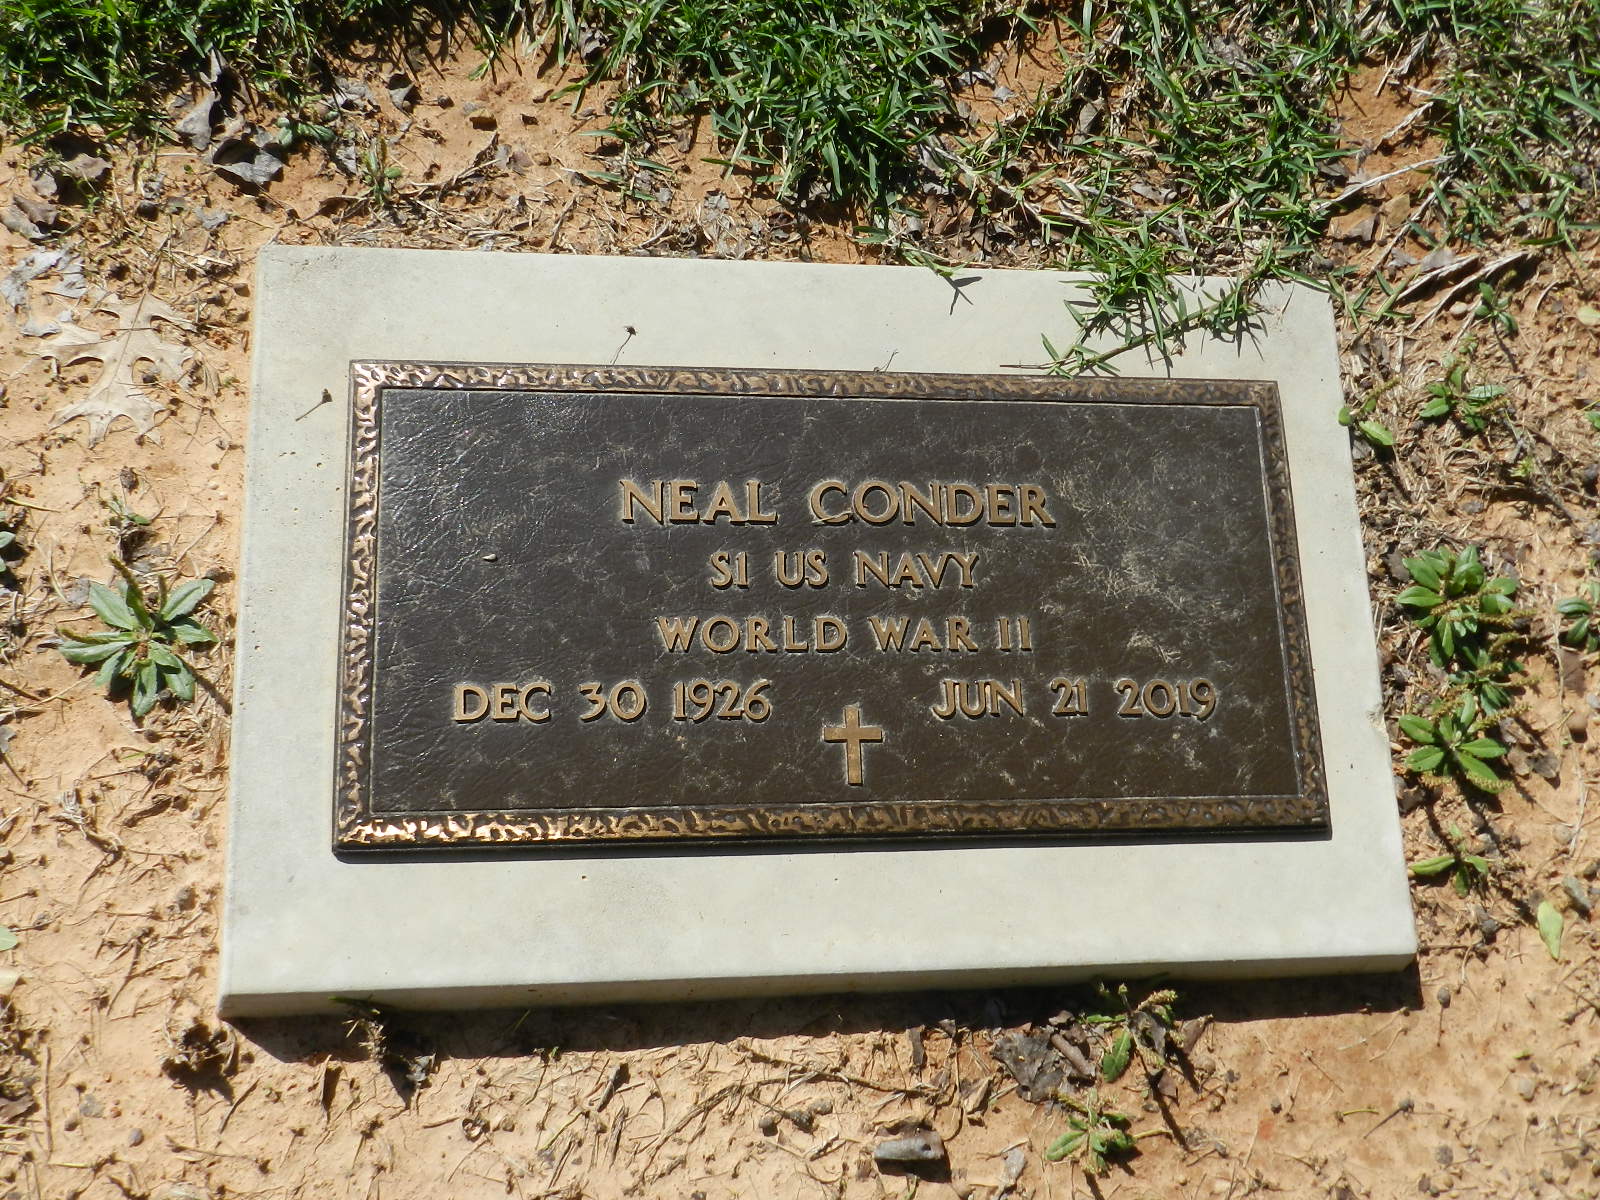 NEAL CONDER
S1 US NAVY
WORLD WAR II
DEC 30 1926 JUN 21 2019